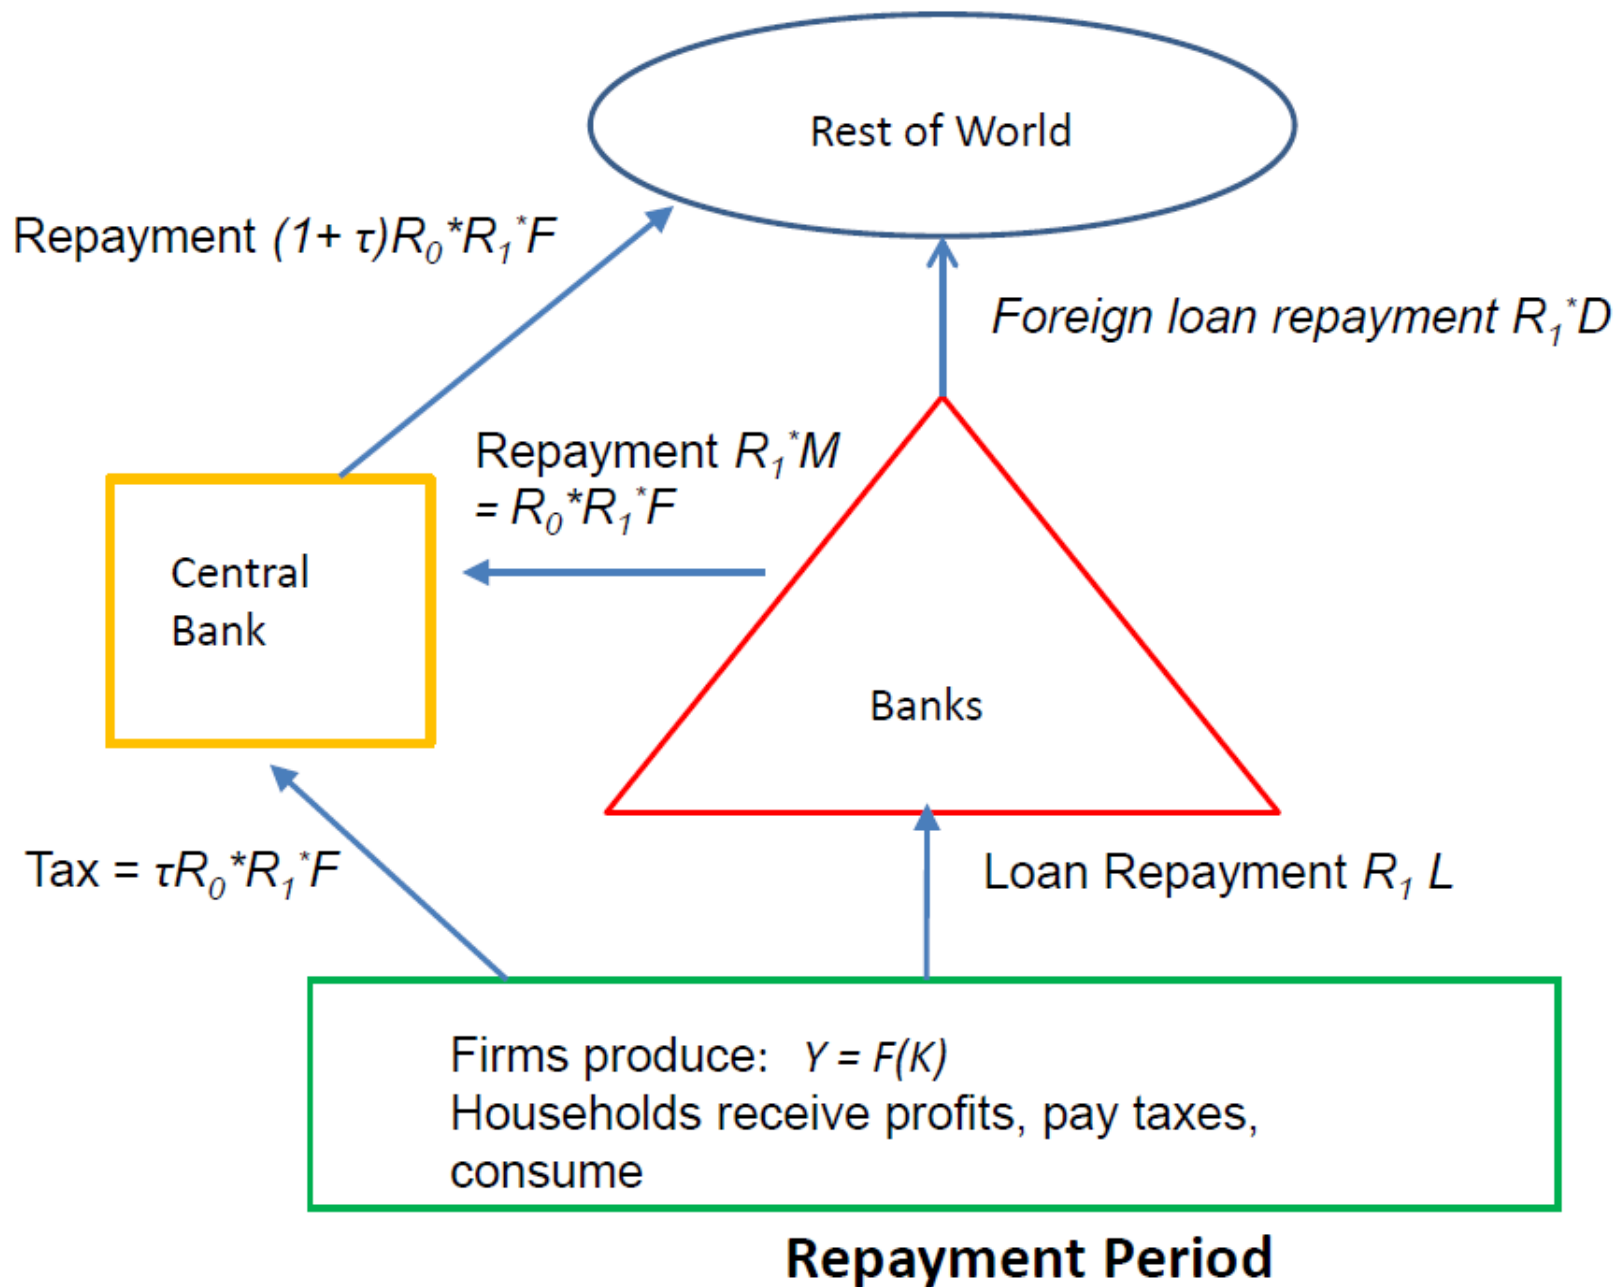 Rest of World
Repayment (1+ τ)R₀*R₁*F
Foreign loan repayment R₁*D
Repayment R₁*M
= R₀*R₁*F
Central
Bank
Banks
Tax = τR₀*R₁*F
Loan Repayment R₁ L
Firms produce: Y = F(K)
Households receive profits, pay taxes,
consume
Repayment Period